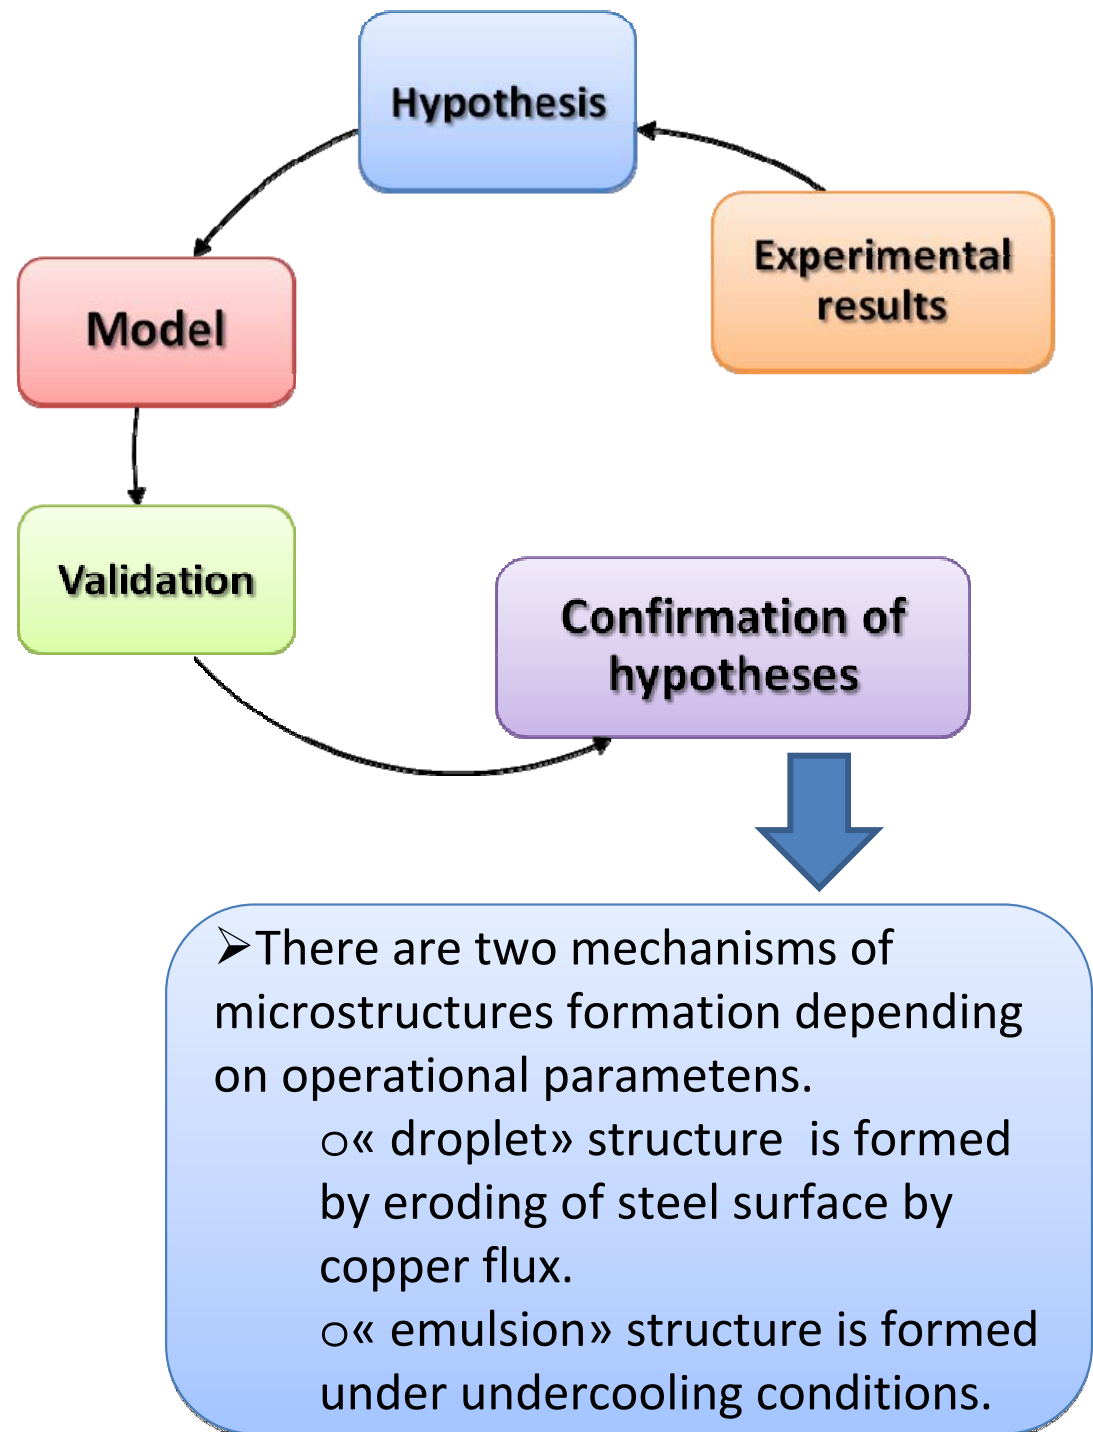 Hypothesis
Experimental
results
Model
Validation
Confirmation of
hypotheses
➢There are two mechanisms of
microstructures formation depending
on operational parametens.
o« droplet» structure  is formed
by eroding of steel surface by
copper flux.
o« emulsion» structure is formed
under undercooling conditions.